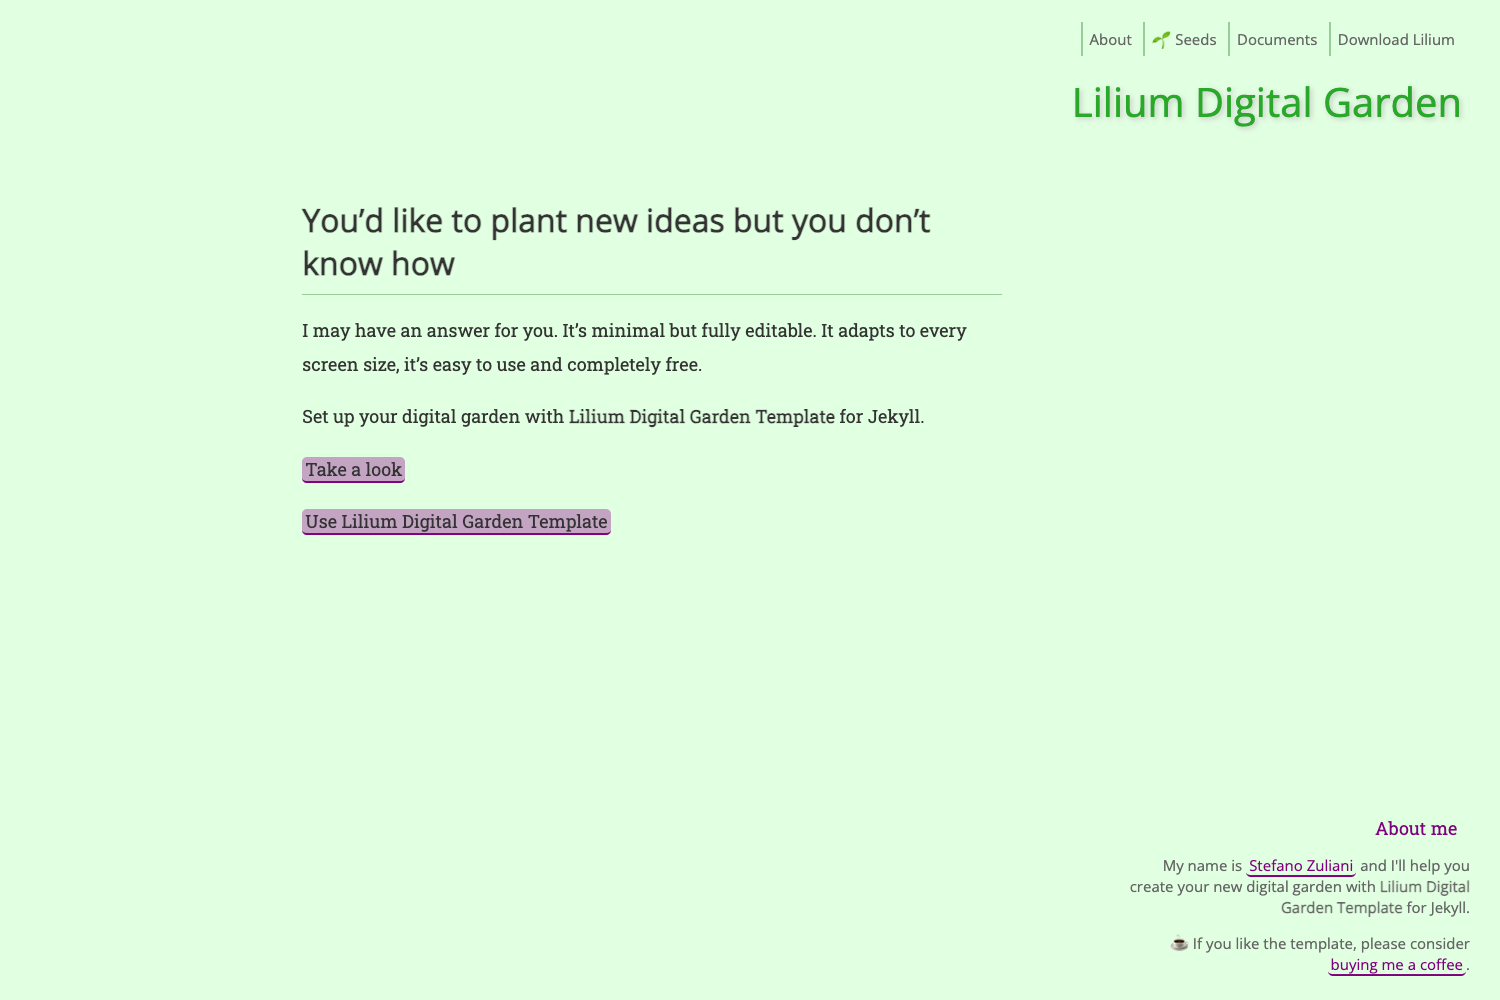 About
🌱 Seeds
Documents
Download Lilium
Lilium Digital Garden
You’d like to plant new ideas but you don’t
know how
I may have an answer for you. It’s minimal but fully editable. It adapts to every
screen size, it’s easy to use and completely free.
Set up your digital garden with Lilium Digital Garden Template for Jekyll.
Take a look
Use Lilium Digital Garden Template
About me
My name is Stefano Zuliani and I'll help you
create your new digital garden with Lilium Digital
Garden Template for Jekyll.
☕ If you like the template, please consider
buying me a coffee.